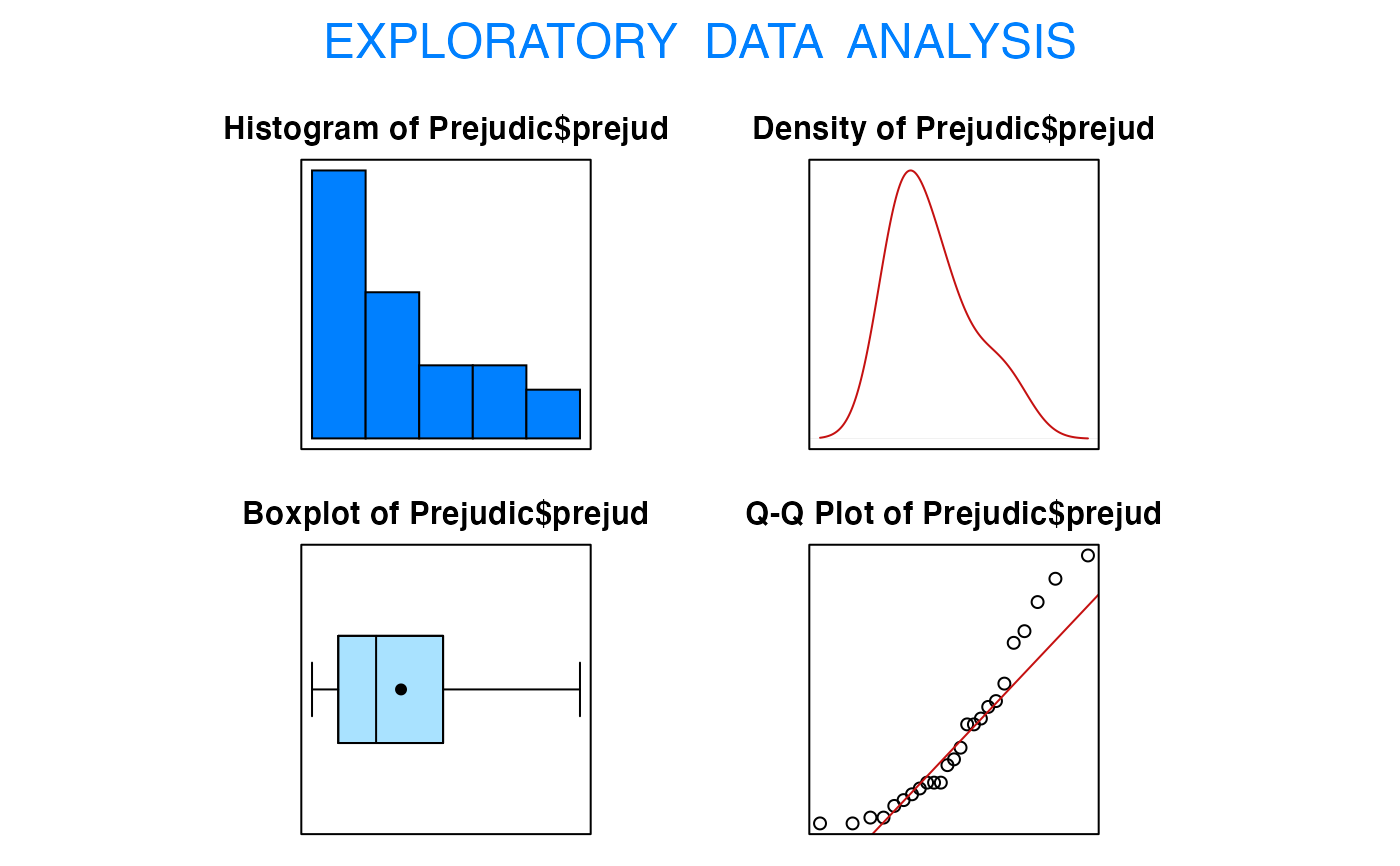 EXPLORATORY DATA ANALYSIS
Histogram of Prejudic$prejud
Density of Prejudic$prejud
Boxplot of Prejudic$prejud
Q-Q Plot of Prejudic$prejud